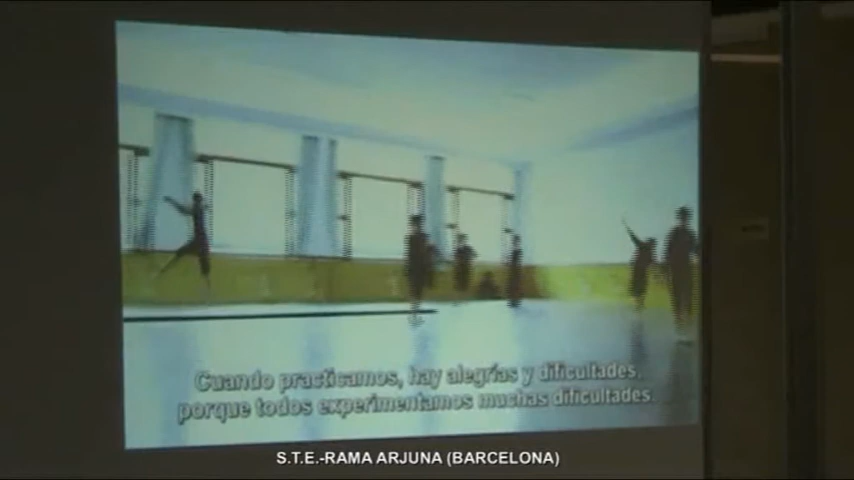 Cuando practicamos, hay alegrías y dificultades,
porque todos experimentamos muchas dificultades.
S.T.E.-RAMA ARJUNA (BARCELONA)